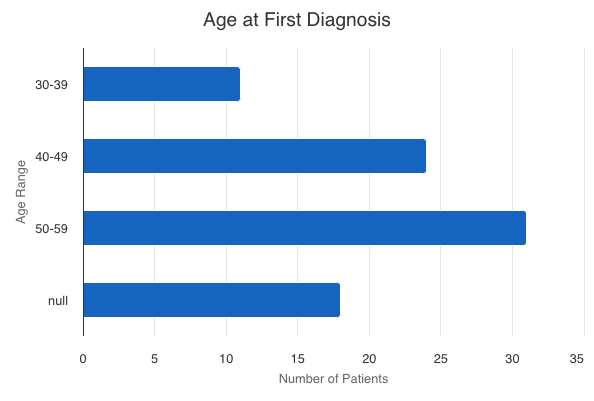 Age at First Diagnosis
Age Range
30-39
40-49
50-59
null
0 5 10 15 20 25 30 35
Number of Patients